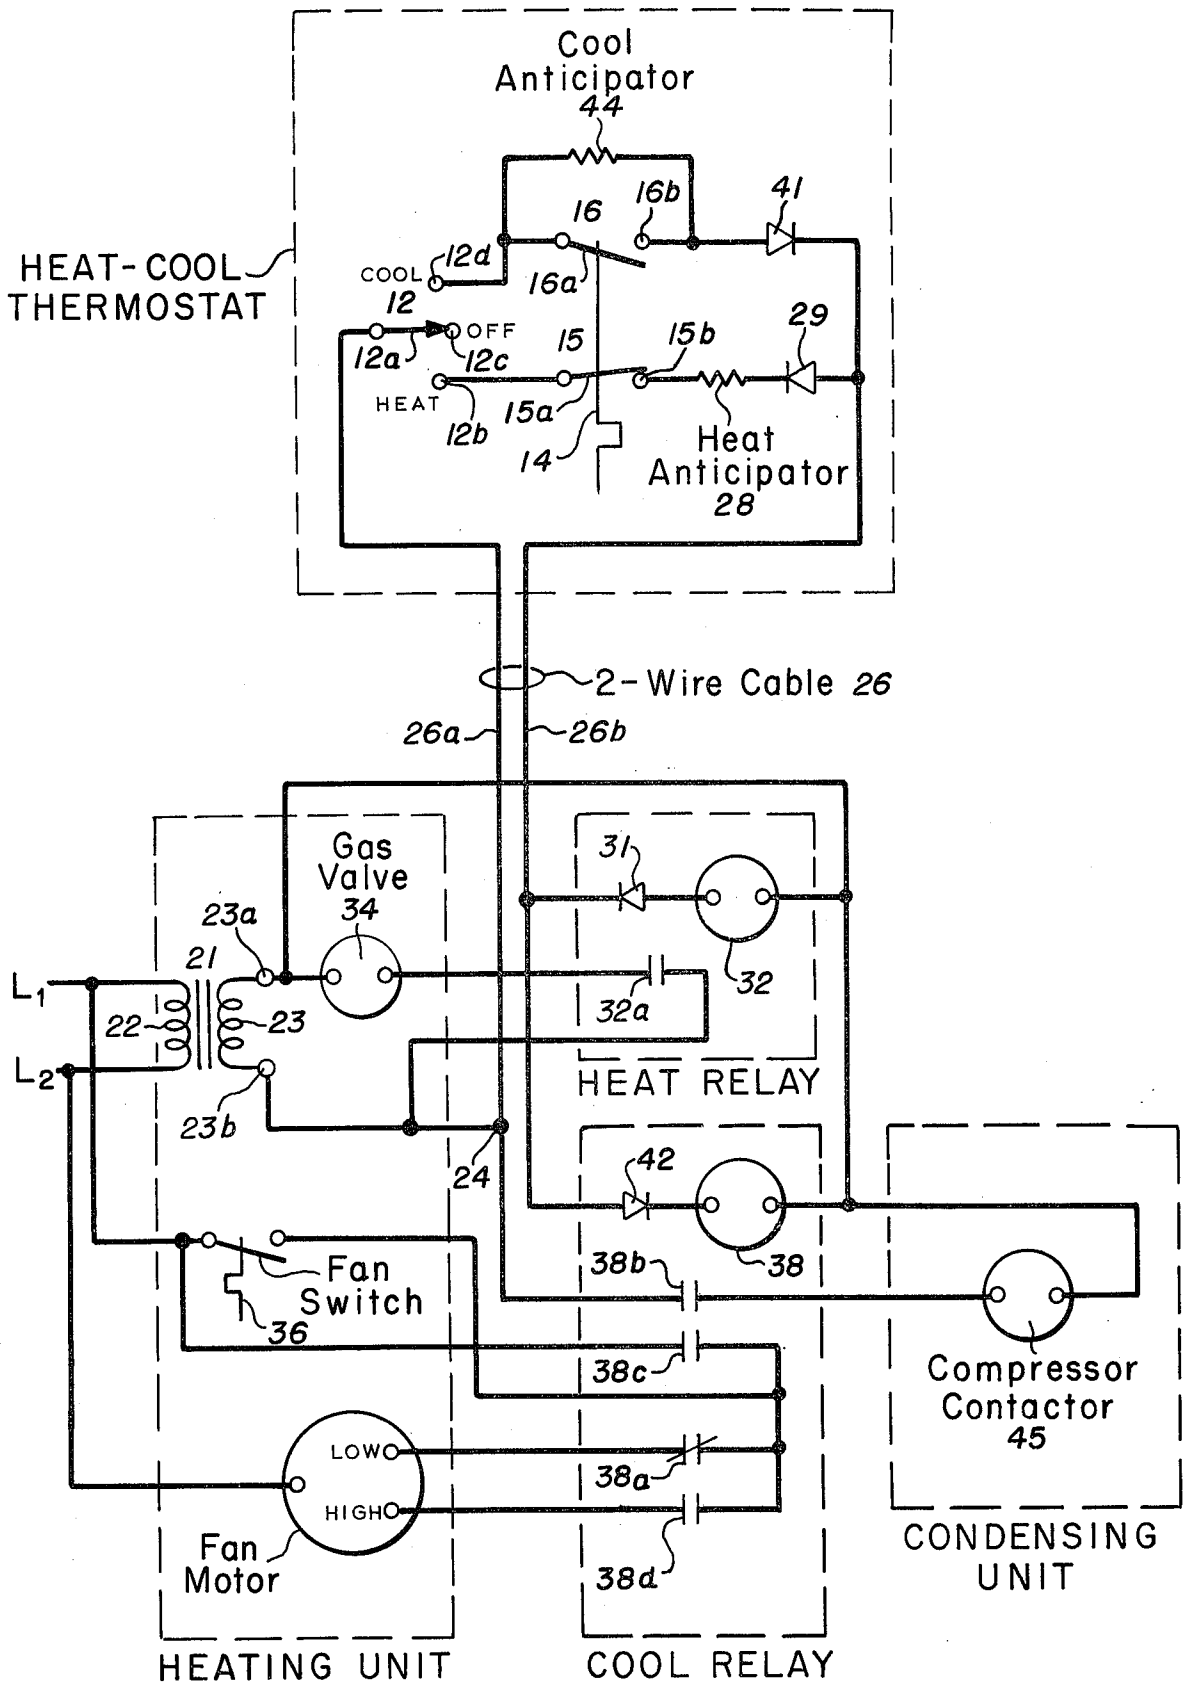 Cool
Anticipator
44
41
16
16b
HEAT-COOL
THERMOSTAT
COOL
12d
16a
12
OFF
12a
12c
15
15b
29
HEAT
12b
15a
14
Heat
Anticipator
28
2-Wire Cable 26
26a
26b
Gas
Valve
34
31
32
23a
21
L1
22
23
32a
L2
HEAT RELAY
23b
24
42
38
38b
Fan
Switch
36
38c
Compressor
Contactor
45
LOW
38a
HIGH
Fan
Motor
38d
CONDENSING
UNIT
HEATING UNIT
COOL RELAY